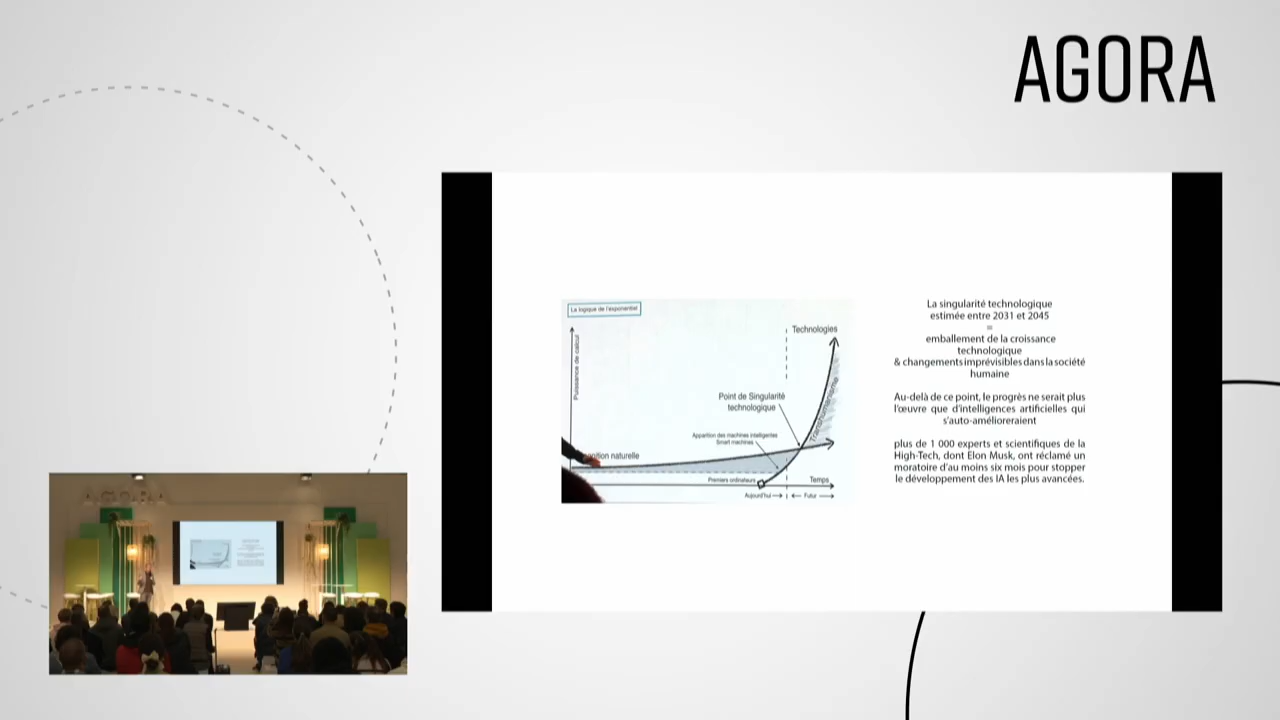 AGORA
La logique de l'exponentiel
Puissance de calcul
Technologies
Point de Singularité
technologique
Transhumanisme
Apparition des machines intelligentes
Smart machines
nition naturelle
Premiers ordinateurs
Temps
Aujourd'hui
Futur
La singularité technologique
estimée entre 2031 et 2045
=
emballement de la croissance
technologique
& changements imprévisibles dans la société
humaine
Au-delà de ce point, le progrès ne serait plus
l'œuvre que d'intelligences artificielles qui
s'auto-amélioreraient
plus de 1 000 experts et scientifiques de la
High-Tech, dont Elon Musk, ont réclamé un
moratoire d'au moins six mois pour stopper
le développement des IA les plus avancées.
AGORA